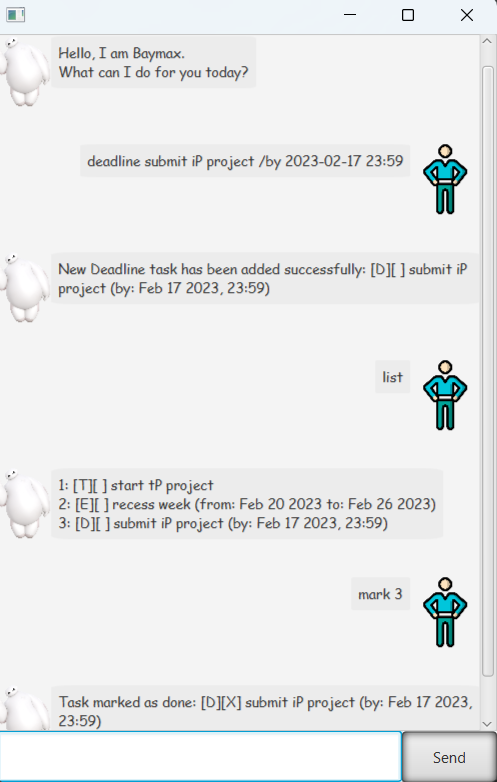 Hello, I am Baymax.
What can I do for you today?
deadline submit iP project /by 2023-02-17 23:59
New Deadline task has been added successfully: [D][ ] submit iP
project (by: Feb 17 2023, 23:59)
list
1: [T][ ] start tP project
2: [E][ ] recess week (from: Feb 20 2023 to: Feb 26 2023)
3: [D][ ] submit iP project (by: Feb 17 2023, 23:59)
mark 3
Task marked as done: [D][X] submit iP project (by: Feb 17 2023,
23:59)
Send